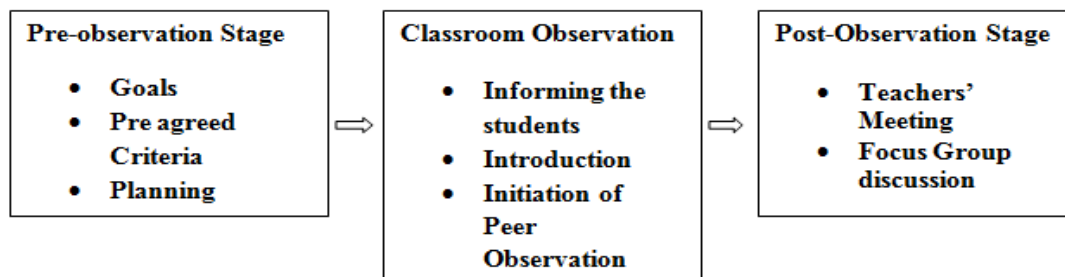 Pre-observation Stage
• Goals
• Pre agreed
Criteria
• Planning
Classroom Observation
• Informing the
students
• Introduction
• Initiation of
Peer
Observation
Post-Observation Stage
• Teachers’
Meeting
• Focus Group
discussion